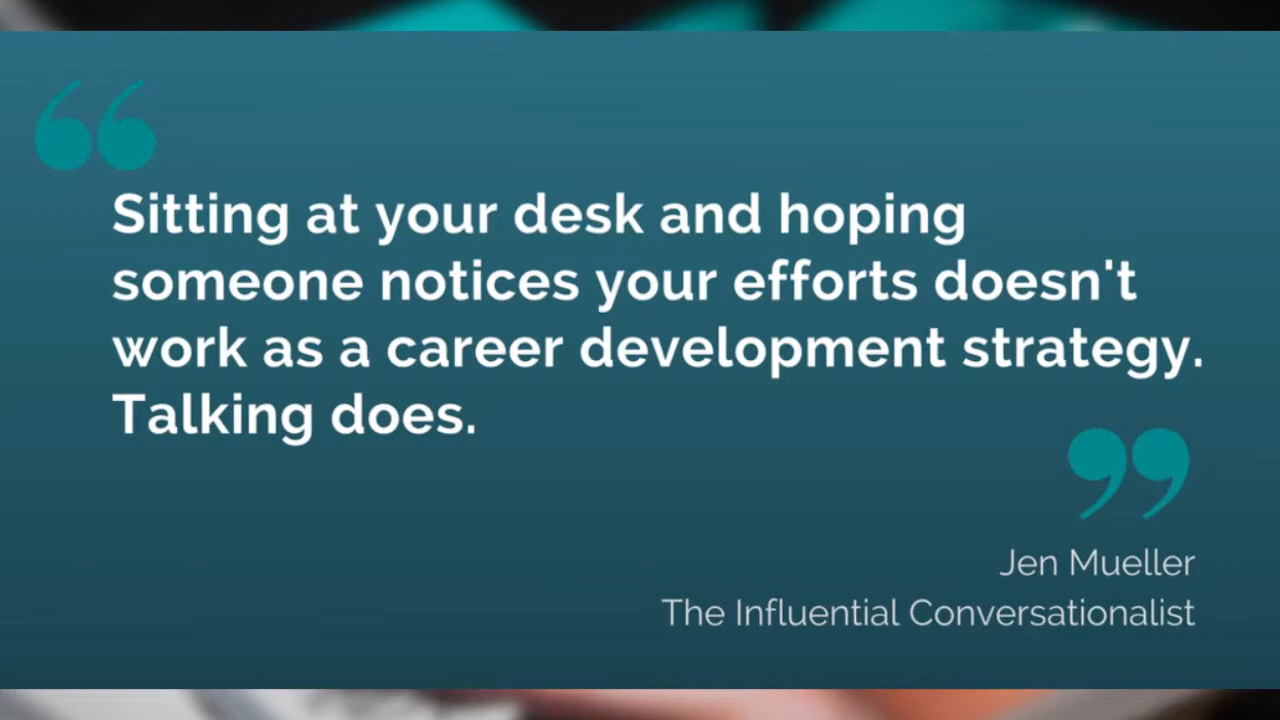 “
Sitting at your desk and hoping
someone notices your efforts doesn't
work as a career development strategy.
Talking does.
”
Jen Mueller
The Influential Conversationalist